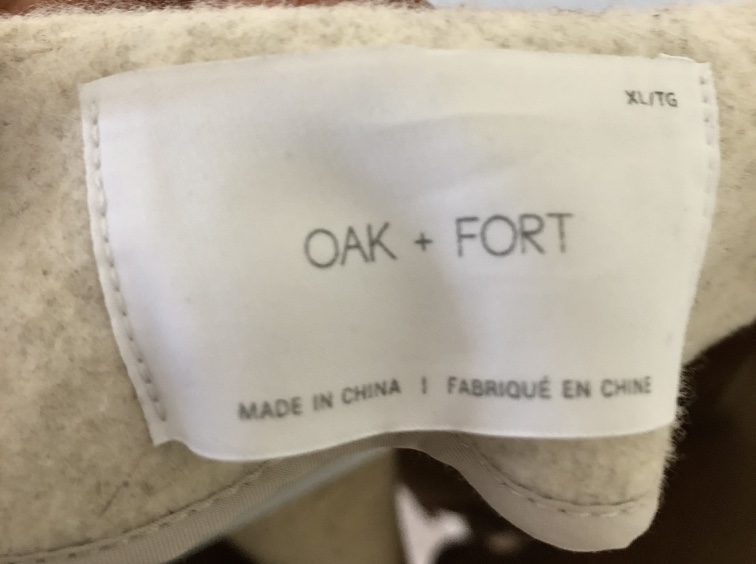 XL/TG
OAK + FORT
MADE IN CHINA | FABRIQUÉ EN CHINE